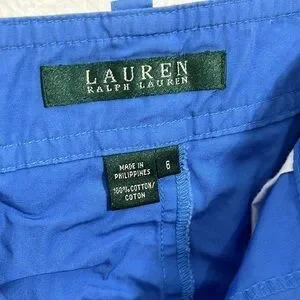 LAUREN
RALPH LAUREN
MADE IN
PHILIPPINES
100% COTTON/
COTON
6